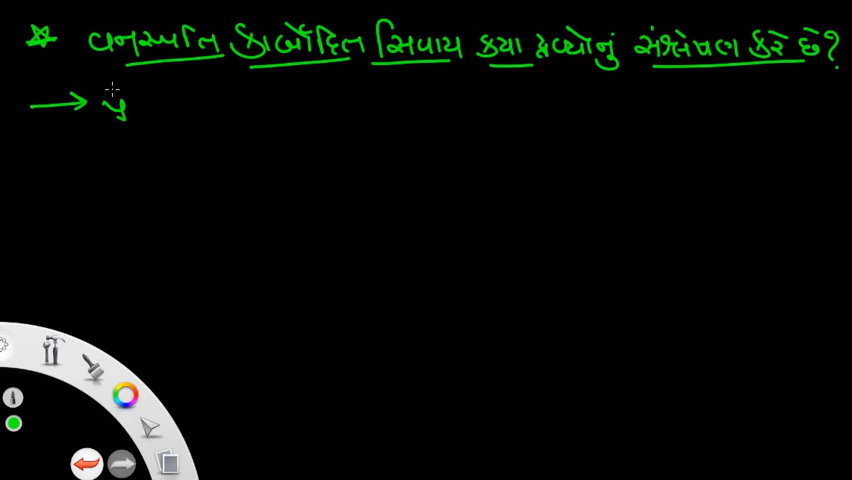 વનસ્પતિ કાર્બોદિત સિવાય કયા દ્રવ્યોનું સંશ્લેષણ કરે છે?
→ પ્